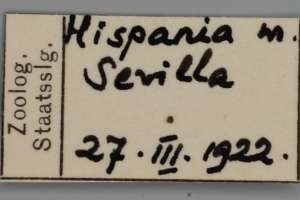 Zoolog.
Staatsslg.
Hispania m.
Sevilla
27. III. 1922.